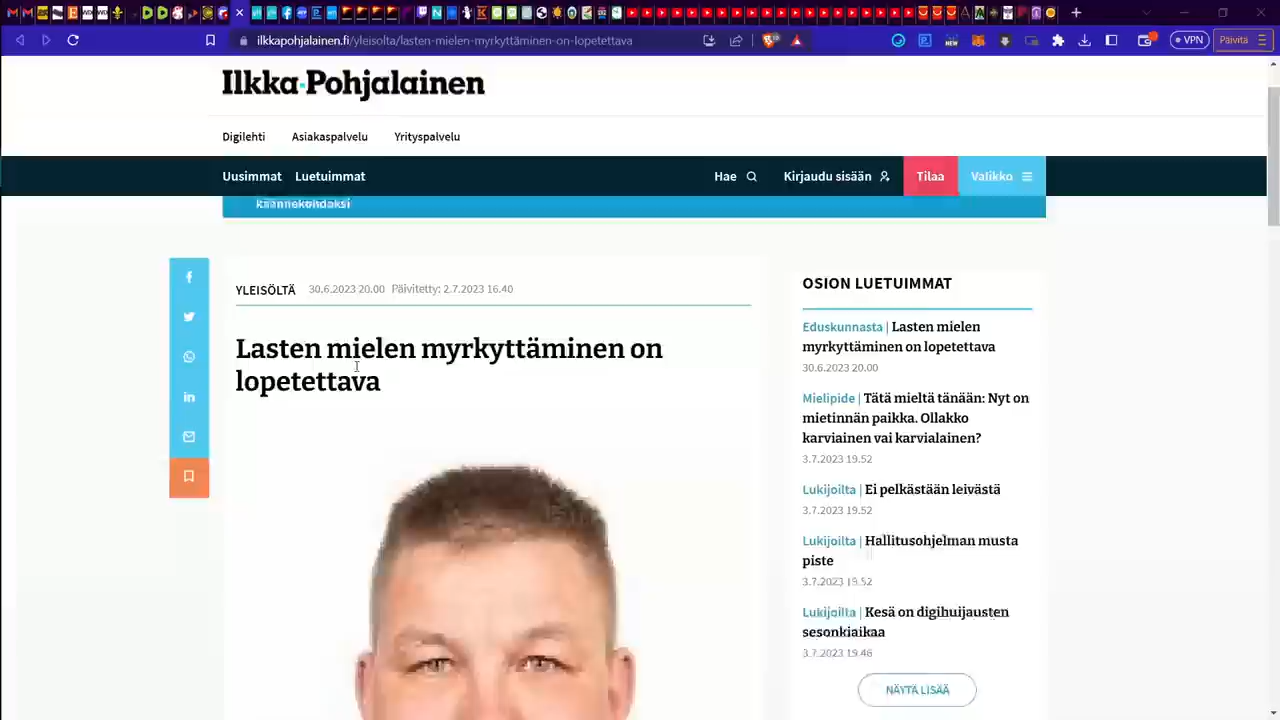 ilkkapohjalainen.fi/yleisolta/lasten-mielen-myrkyttäminen-on-lopetettava
VPN
Päivitä
Ilkka-Pohjalainen
Digilehti Asiakaspalvelu Yrityspalvelu
Uusimmat Luetuimmat Hae Kirjaudu sisään Tilaa Valikko
käännekohdaksi
YLEISÖLTÄ 30.6.2023 20.00 Päivitetty: 2.7.2023 16.40
Lasten mielen myrkyttäminen on
lopetettava
OSION LUETUIMMAT
Eduskunnasta | Lasten mielen
myrkyttäminen on lopetettava
30.6.2023 20.00
Mielipide | Tätä mieltä tänään: Nyt on
mietinnän paikka. Ollakko
karviainen vai karvialainen?
3.7.2023 19.52
Lukijoilta | Ei pelkästään leivästä
3.7.2023 19.52
Lukijoilta | Hallitusohjelman musta
piste
3.7.2023 19.52
Lukijoilta | Kesä on digihuijausten
sesonkiaikaa
3.7.2023 19.46
NÄYTÄ LISÄÄ